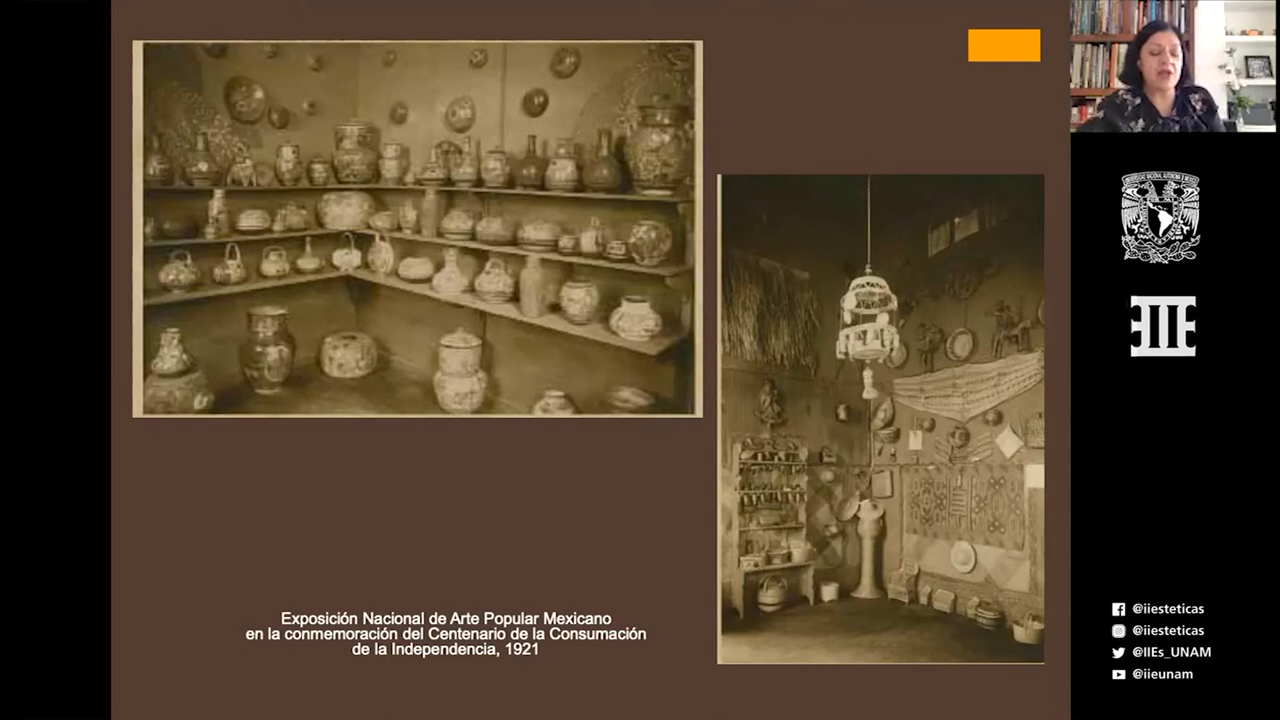 Exposición Nacional de Arte Popular Mexicano
en la conmemoración del Centenario de la Consumación
de la Independencia, 1921
IIE
@iiesteticas
@iiesteticas
@IIEs_UNAM
@iieunam